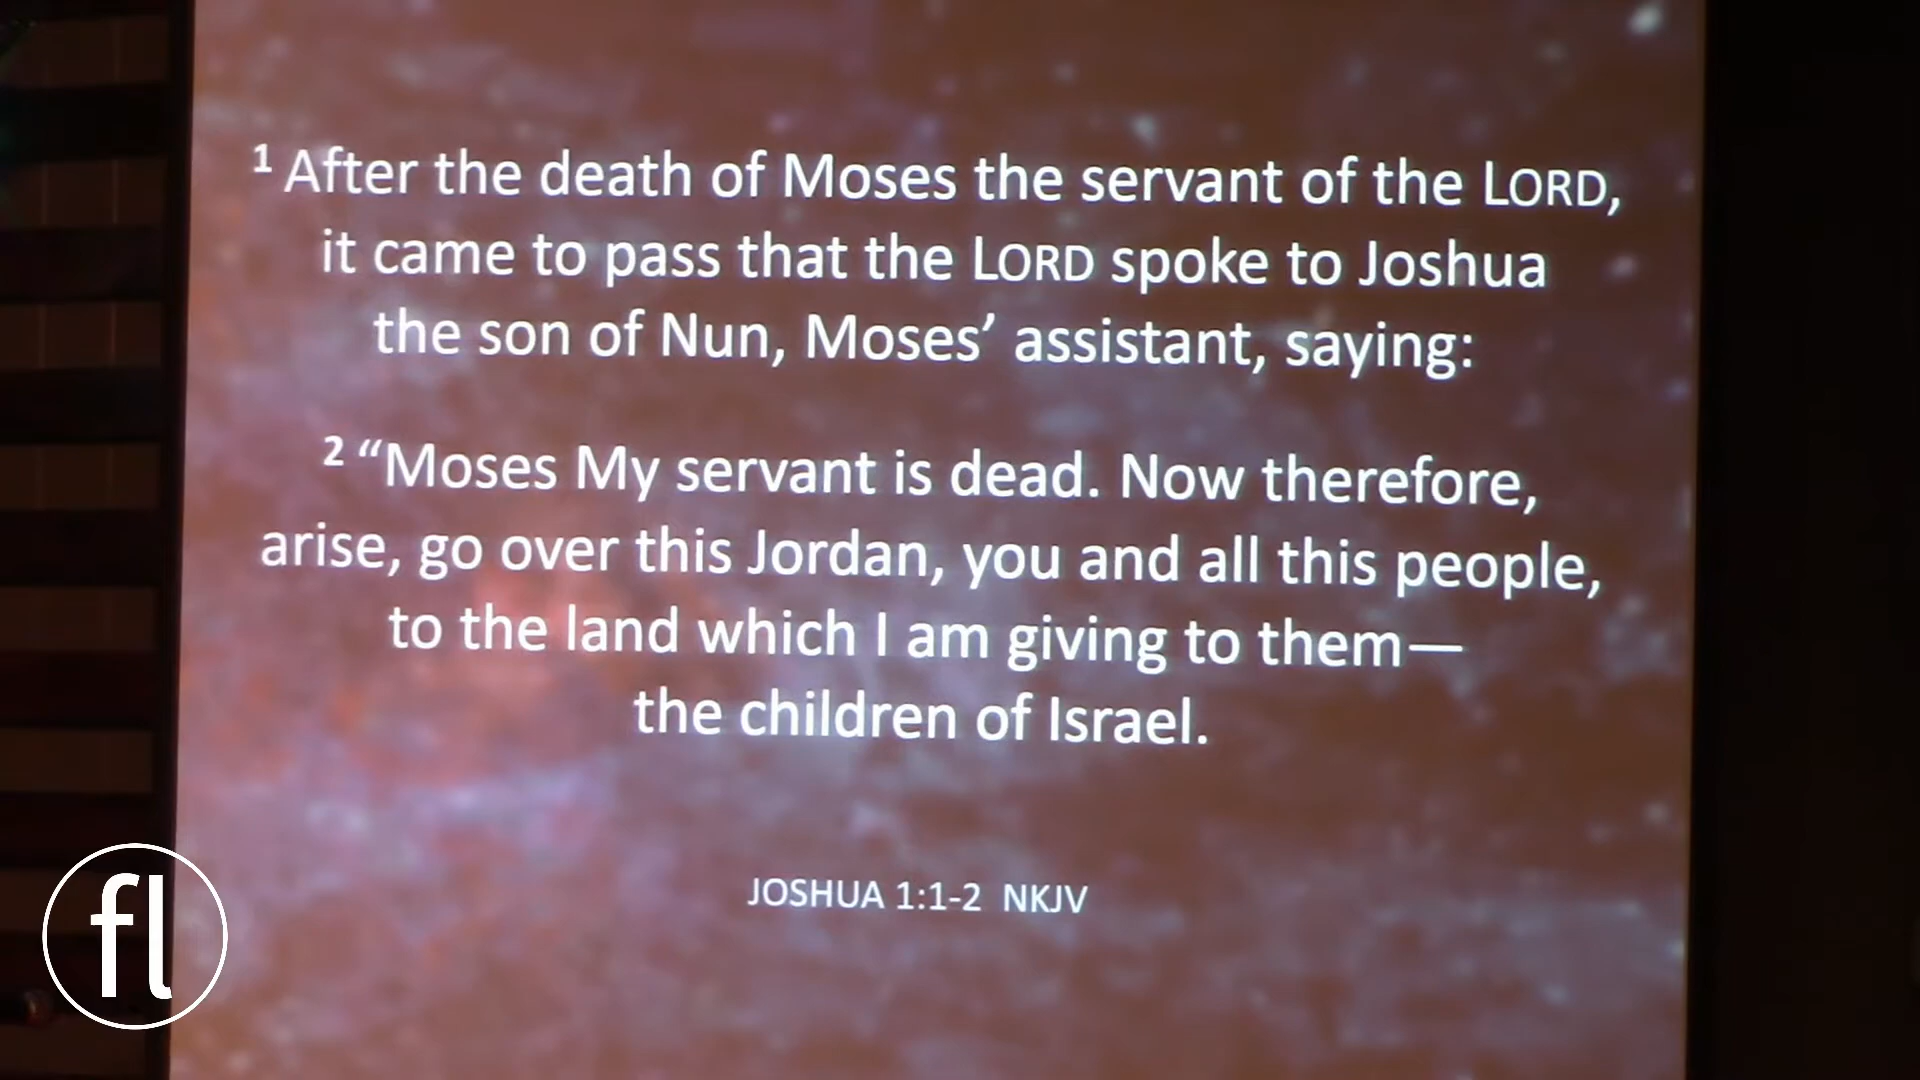 1 After the death of Moses the servant of the LORD,
it came to pass that the LORD spoke to Joshua
the son of Nun, Moses’ assistant, saying:
2 “Moses My servant is dead. Now therefore,
arise, go over this Jordan, you and all this people,
to the land which I am giving to them—
the children of Israel.
JOSHUA 1:1-2 NKJV
fl